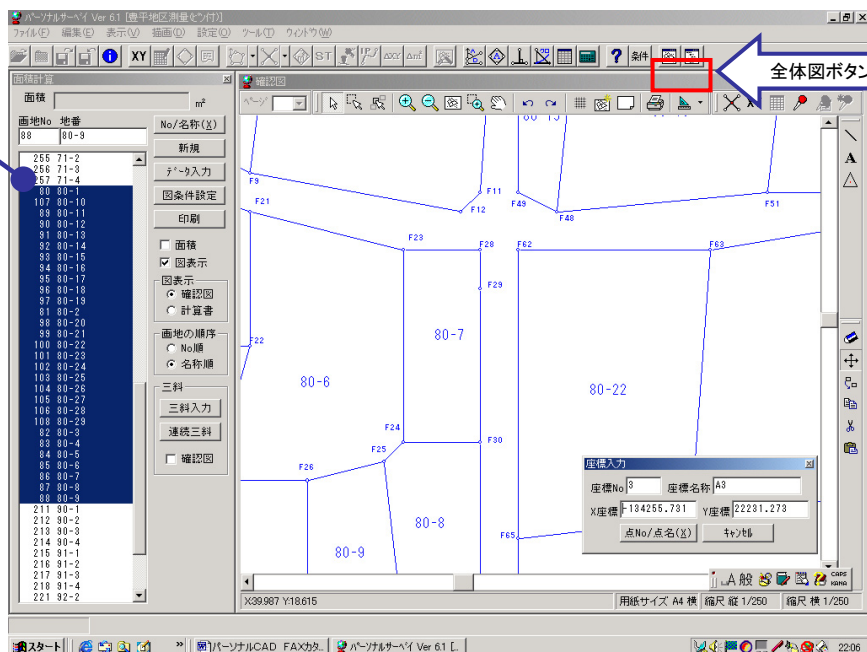 パーソナルサーベイ Ver 6.1 [豊平地区測量(ピン付)]
ファイル(F) 編集(E) 表示(V) 描画(D) 設定(O) ツール(T) ウィンドウ(W)
XY
ST
条件
全体図ボタン
面積計算
面積
m²
画地No 地番
88 80-9
255 71-2
256 71-3
257 71-4
80 80-1
107 80-10
89 80-11
90 80-12
91 80-13
92 80-14
93 80-15
94 80-16
95 80-17
96 80-18
97 80-19
81 80-2
98 80-20
99 80-21
100 80-22
101 80-23
102 80-24
103 80-25
104 80-26
105 80-27
106 80-28
108 80-29
82 80-3
83 80-4
84 80-5
85 80-6
86 80-7
87 80-8
88 80-9
211 90-1
212 90-2
213 90-3
214 90-4
215 91-1
216 91-2
217 91-3
218 91-4
221 92-2
No/名称(X)
新規
データ入力
図条件設定
印刷
面積
図表示
図表示
確認図
計算書
画地の順序
No順
名称順
三斜
三斜入力
連続三斜
確認図
確認図
ページ
F9
F11
F12
F49
F48
F51
F21
F23
F28
F62
F63
F29
F22
80-7
80-6
80-22
F24
F30
F25
F26
F65
80-8
80-9
座標入力
座標No 3 座標名称 A3
X座標 -134255.731 Y座標 22231.273
点No/点名(X) キャンセル
A般
CAPS
KANA
X:39.987 Y:18.615
用紙サイズ A4 横 縮尺 縦 1/250 縮尺 横 1/250
スタート
パーソナルCAD FAXカタ...
パーソナルサーベイ Ver 6.1 [..
22:06